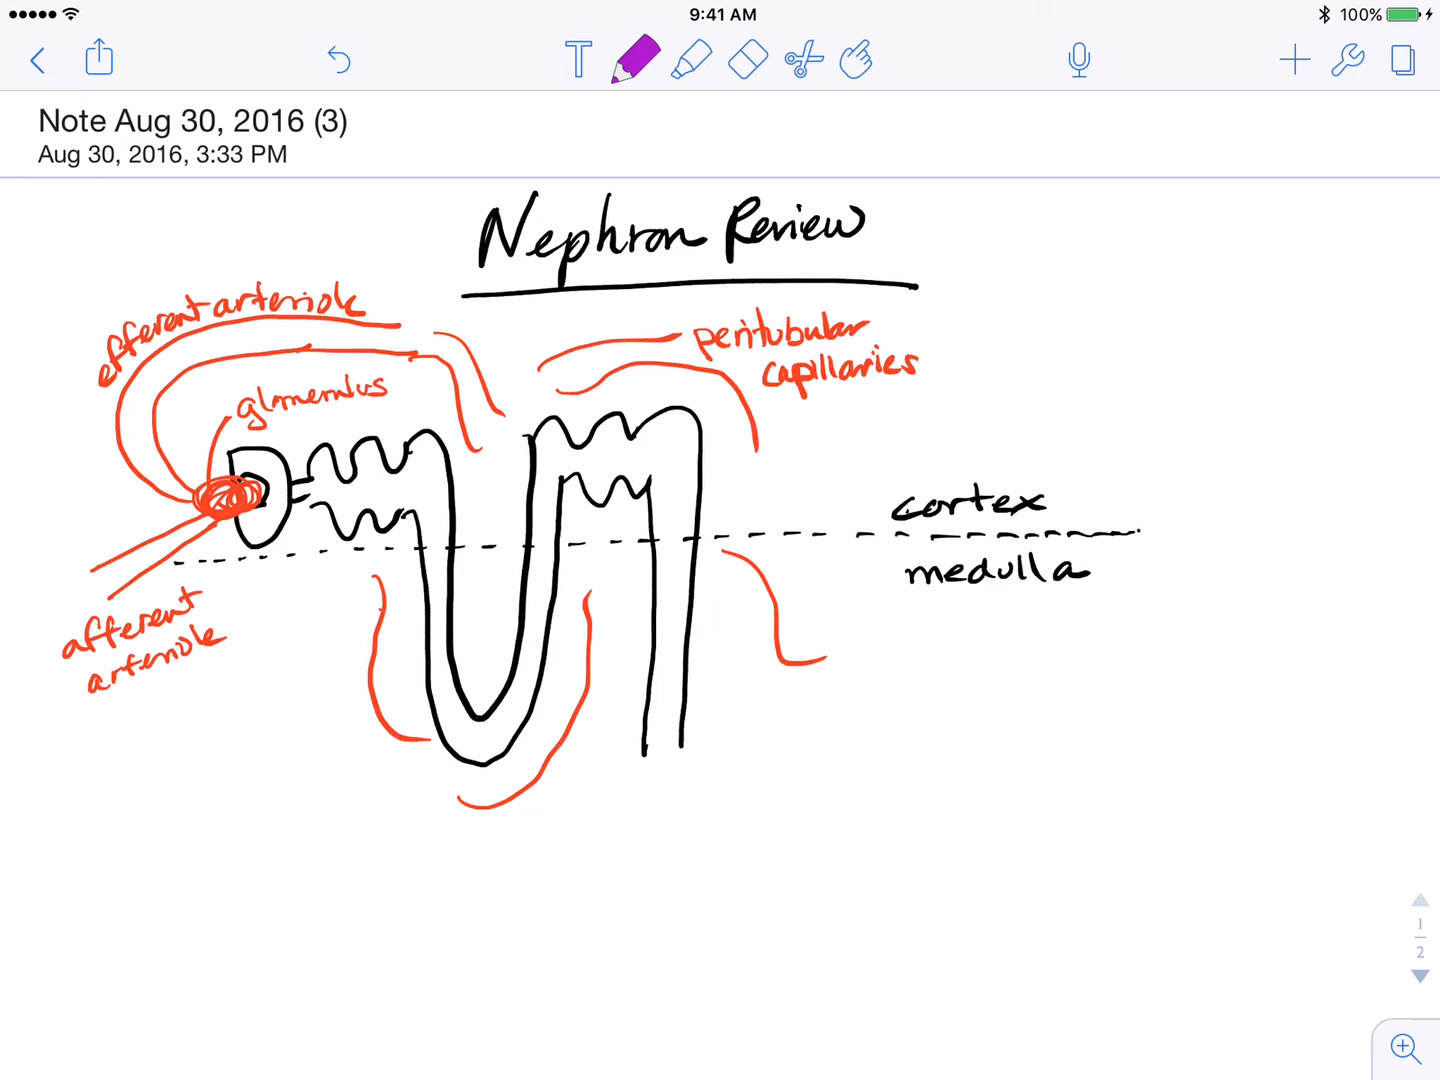 9:41 AM
100%
T
Note Aug 30, 2016 (3)
Aug 30, 2016, 3:33 PM
Nephron Review
efferent arteriole
glomerulus
peritubular
capillaries
cortex
medulla
afferent
arteriole
1
2